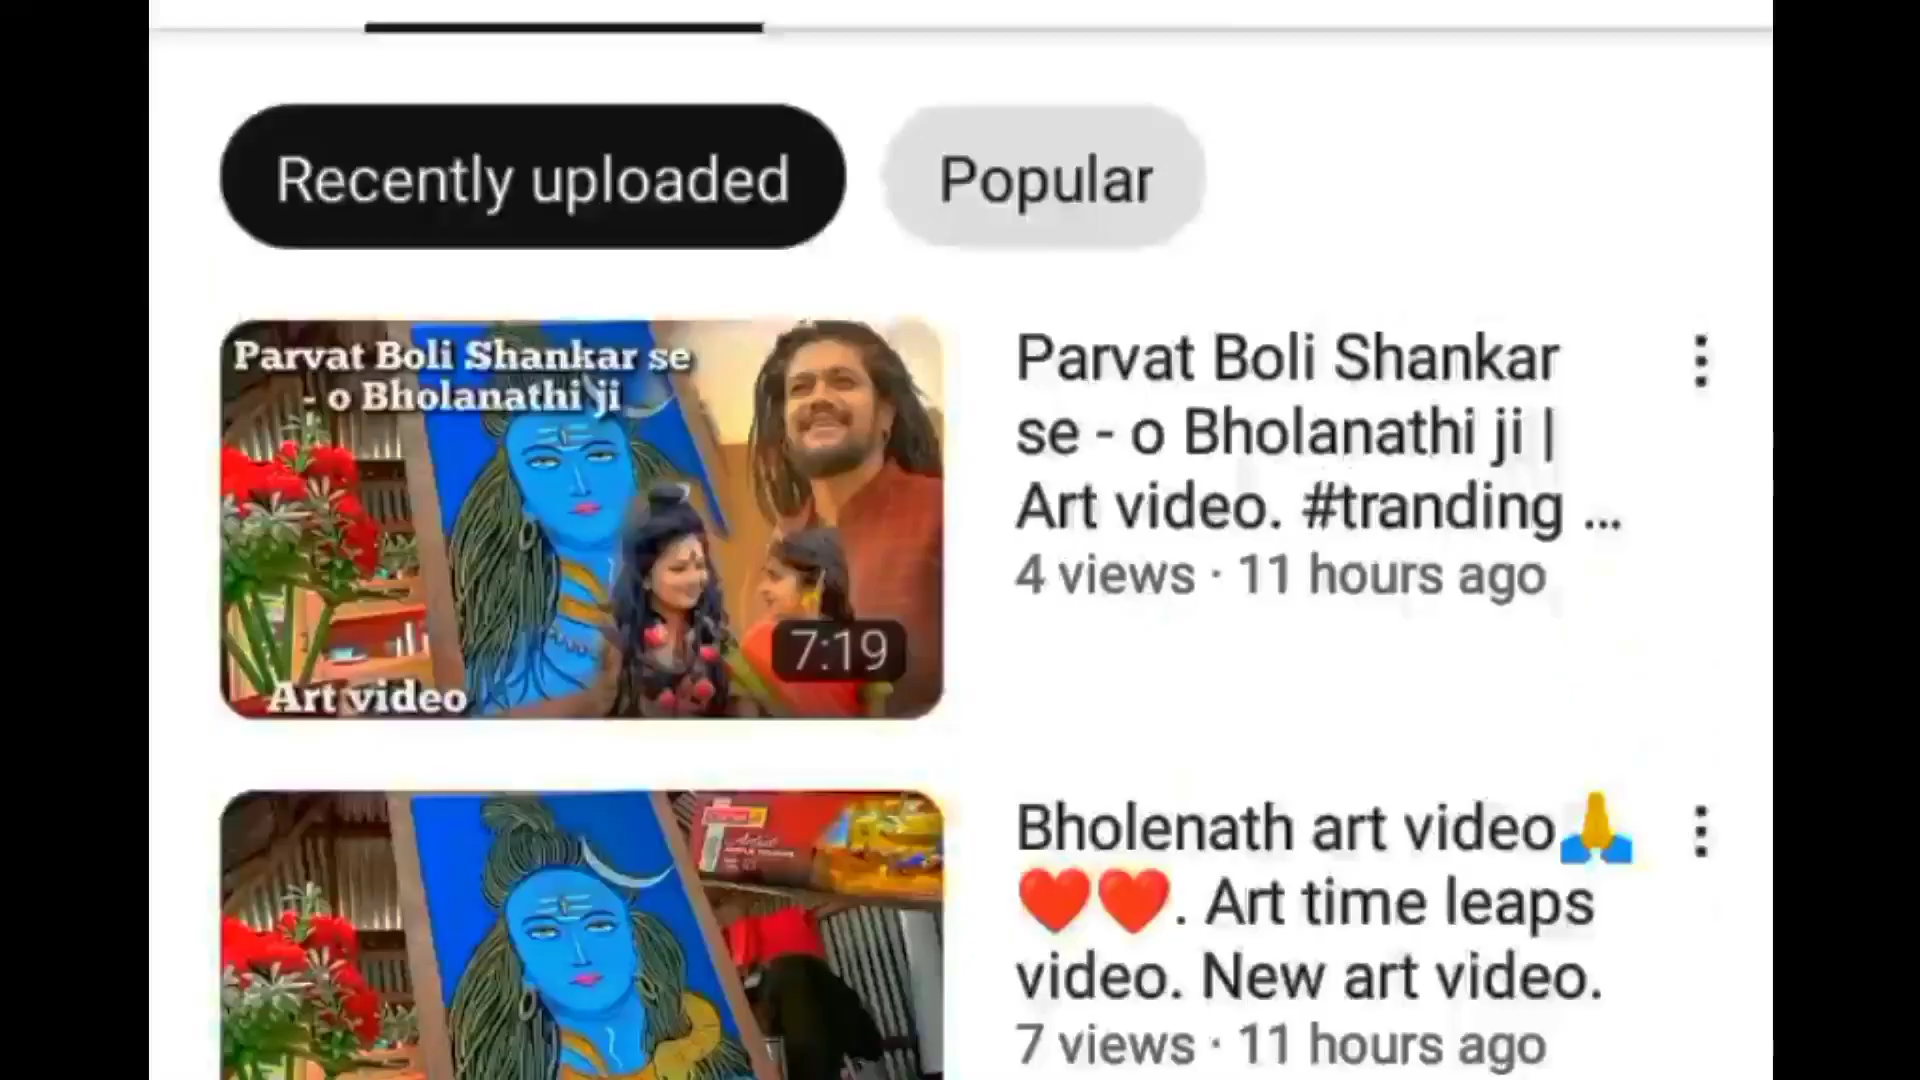 Recently uploaded
Popular
Parvat Boli Shankar se
- o Bholanathi ji
Art video
7:19
Parvat Boli Shankar
se - o Bholanathi ji |
Art video. #tranding ...
4 views · 11 hours ago
Bholenath art video🙏
❤️❤️. Art time leaps
video. New art video.
7 views · 11 hours ago